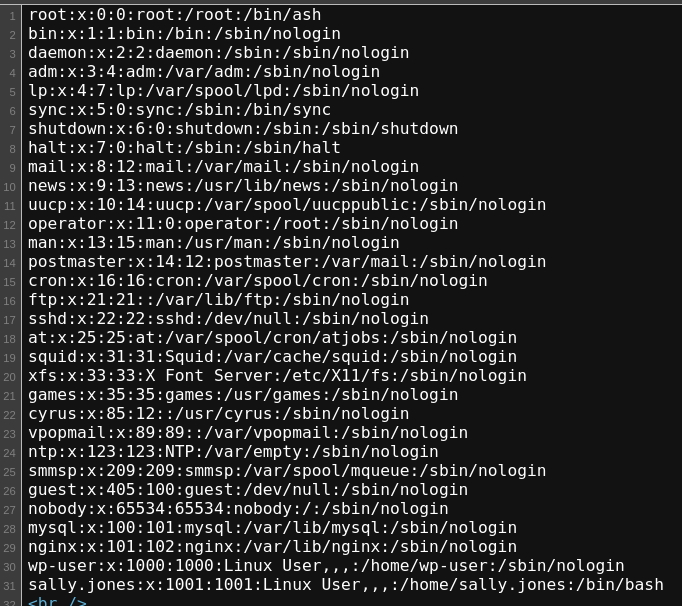 1 root:x:0:0:root:/root:/bin/ash
2 bin:x:1:1:bin:/bin:/sbin/nologin
3 daemon:x:2:2:daemon:/sbin:/sbin/nologin
4 adm:x:3:4:adm:/var/adm:/sbin/nologin
5 lp:x:4:7:lp:/var/spool/lpd:/sbin/nologin
6 sync:x:5:0:sync:/sbin:/bin/sync
7 shutdown:x:6:0:shutdown:/sbin:/sbin/shutdown
8 halt:x:7:0:halt:/sbin:/sbin/halt
9 mail:x:8:12:mail:/var/mail:/sbin/nologin
10 news:x:9:13:news:/usr/lib/news:/sbin/nologin
11 uucp:x:10:14:uucp:/var/spool/uucppublic:/sbin/nologin
12 operator:x:11:0:operator:/root:/sbin/nologin
13 man:x:13:15:man:/usr/man:/sbin/nologin
14 postmaster:x:14:12:postmaster:/var/mail:/sbin/nologin
15 cron:x:16:16:cron:/var/spool/cron:/sbin/nologin
16 ftp:x:21:21::/var/lib/ftp:/sbin/nologin
17 sshd:x:22:22:sshd:/dev/null:/sbin/nologin
18 at:x:25:25:at:/var/spool/cron/atjobs:/sbin/nologin
19 squid:x:31:31:Squid:/var/cache/squid:/sbin/nologin
20 xfs:x:33:33:X Font Server:/etc/X11/fs:/sbin/nologin
21 games:x:35:35:games:/usr/games:/sbin/nologin
22 cyrus:x:85:12::/usr/cyrus:/sbin/nologin
23 vpopmail:x:89:89::/var/vpopmail:/sbin/nologin
24 ntp:x:123:123:NTP:/var/empty:/sbin/nologin
25 smmsp:x:209:209:smmsp:/var/spool/mqueue:/sbin/nologin
26 guest:x:405:100:guest:/dev/null:/sbin/nologin
27 nobody:x:65534:65534:nobody:/:/sbin/nologin
28 mysql:x:100:101:mysql:/var/lib/mysql:/sbin/nologin
29 nginx:x:101:102:nginx:/var/lib/nginx:/sbin/nologin
30 wp-user:x:1000:1000:Linux User,,,:/home/wp-user:/sbin/nologin
31 sally.jones:x:1001:1001:Linux User,,,:/home/sally.jones:/bin/bash
32 <br />